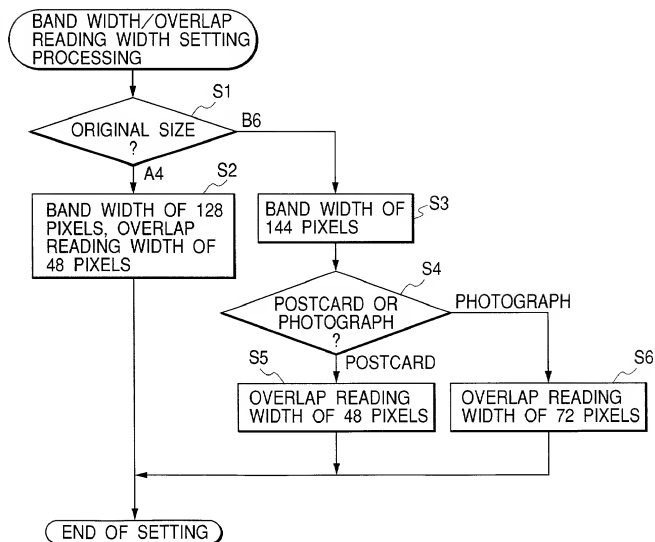 BAND WIDTH/OVERLAP
READING WIDTH SETTING
PROCESSING
S1
ORIGINAL SIZE
?
B6
A4
S2
BAND WIDTH OF 128
PIXELS, OVERLAP
READING WIDTH OF
48 PIXELS
BAND WIDTH OF
144 PIXELS
S3
S4
POSTCARD OR
PHOTOGRAPH
?
PHOTOGRAPH
POSTCARD
S5
OVERLAP READING
WIDTH OF 48 PIXELS
S6
OVERLAP READING
WIDTH OF 72 PIXELS
END OF SETTING